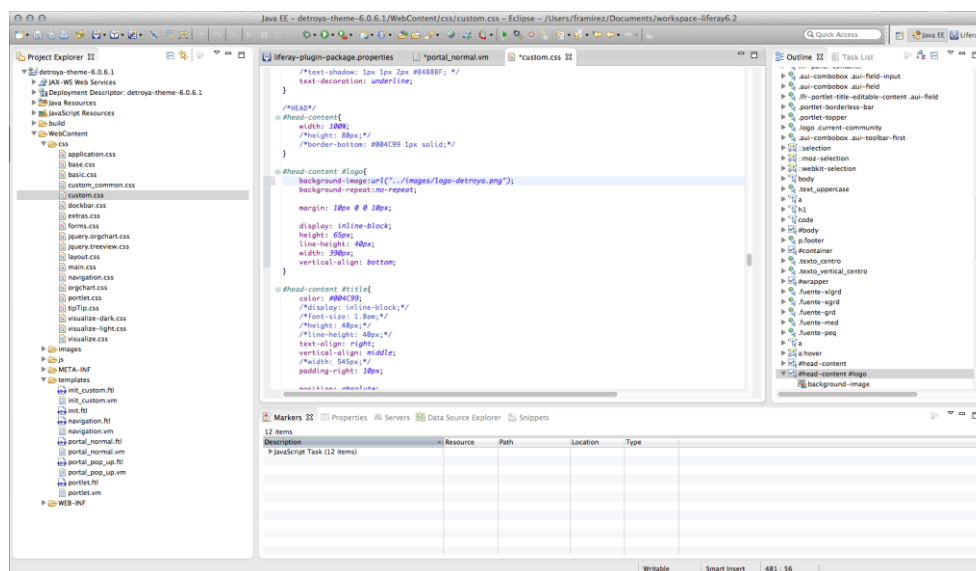 Java EE - detroya-theme-6.0.6.1/WebContent/css/custom.css - Eclipse - /Users/framirez/Documents/workspace-liferay6.2
Quick Access
Java EE
Project Explorer
detroya-theme-6.0.6.1
JAX-WS Web Services
Deployment Descriptor: detroya-theme-6.0.6.1
Java Resources
JavaScript Resources
build
WebContent
css
application.css
base.css
basic.css
custom_common.css
custom.css
dockbar.css
extras.css
forms.css
jquery.orgchart.css
jquery.treeview.css
layout.css
main.css
navigation.css
orgchart.css
portlet.css
tipTip.css
visualize-dark.css
visualize-light.css
visualize.css
images
js
META-INF
templates
init_custom.ftl
init_custom.vm
init.ftl
navigation.ftl
navigation.vm
portal_normal.ftl
portal_normal.vm
portal_pop_up.ftl
portal_pop_up.vm
portlet.ftl
portlet.vm
WEB-INF
liferay-plugin-package.properties
*portal_normal.vm
*custom.css
/*text-shadow: 1px 1px 2px #84888F; */
text-decoration: underline;
}
/*HEAD*/
#head-content{
width: 100%;
/*height: 80px;*/
/*border-bottom: #004C99 1px solid;*/
}
#head-content #logo{
background-image:url("../images/logo-detroya.png");
background-repeat:no-repeat;
margin: 10px 0 0 10px;
display: inline-block;
height: 65px;
line-height: 40px;
width: 390px;
vertical-align: bottom;
}
#head-content #title{
color: #004C99;
/*display: inline-block;*/
/*font-size: 1.8em;*/
/*height: 40px;*/
/*line-height: 40px;*/
text-align: right;
vertical-align: middle;
/*width: 545px;*/
padding-right: 10px;
position: absolute;
Outline
Task List
.aui-combobox .aui-field-input
.aui-combobox .aui-field
.lfr-portlet-title-editable-content .aui-field
.portlet-borderless-bar
.portlet-topper
.logo .current-community
.aui-combobox .aui-toolbar-first
::selection
::moz-selection
::webkit-selection
body
.text_uppercase
a
h1
code
#body
p.footer
#container
.texto_centro
.texto_vertical_centro
#wrapper
.fuente-xlgrd
.fuente-xgrd
.fuente-grd
.fuente-med
.fuente-peq
a
a:hover
#head-content
#head-content #logo
background-image
Markers
Properties
Servers
Data Source Explorer
Snippets
12 items
Description
Resource
Path
Location
Type
JavaScript Task (12 items)
Writable
Smart Insert
481 : 56